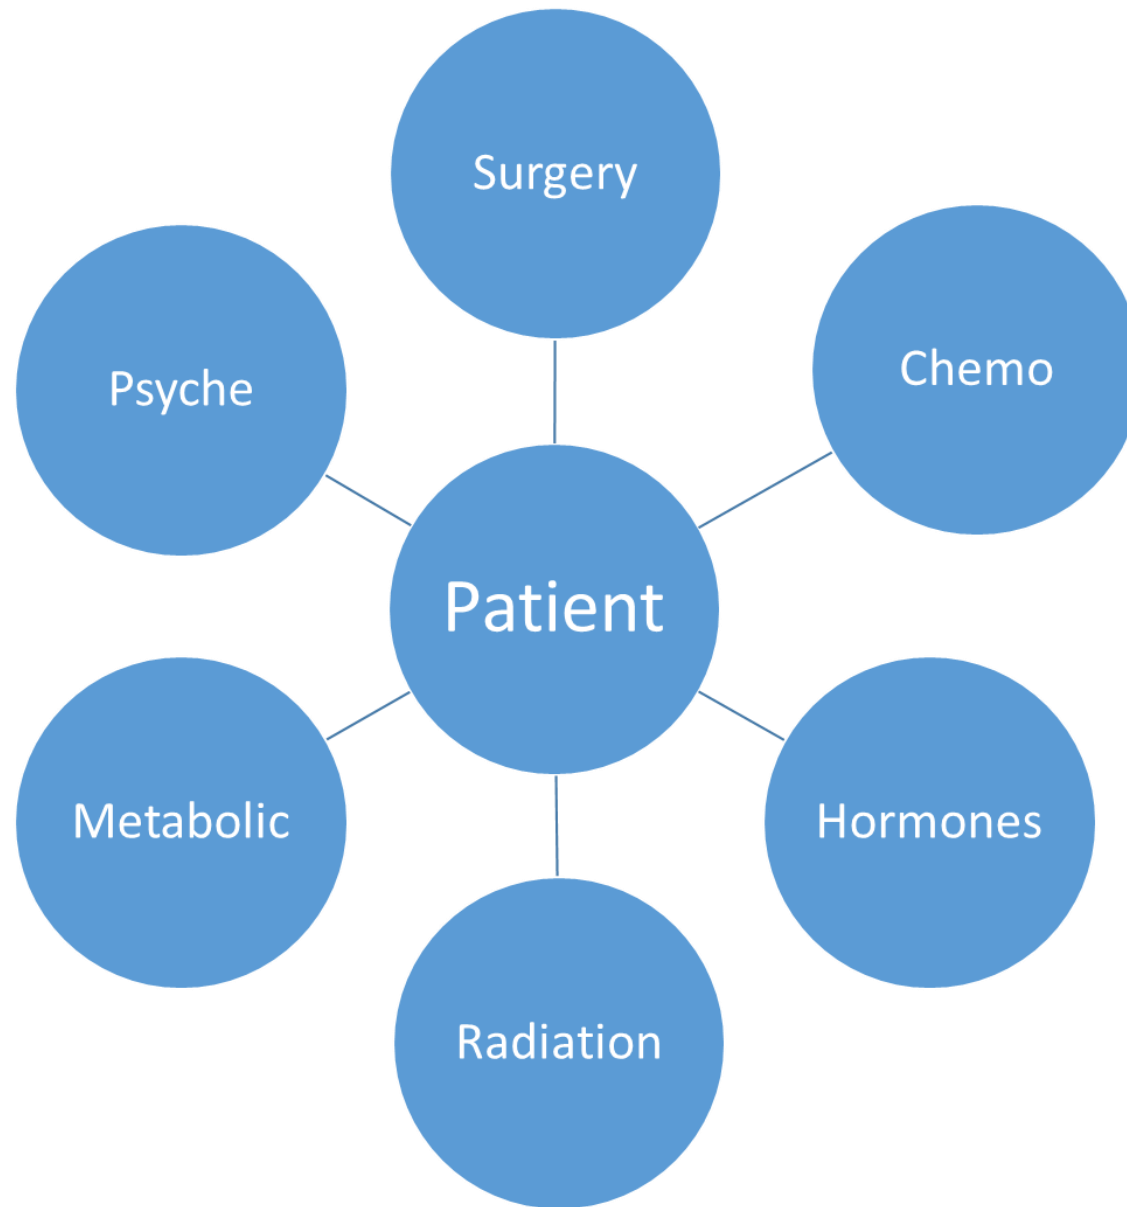 Surgery
Chemo
Psyche
Patient
Metabolic
Hormones
Radiation